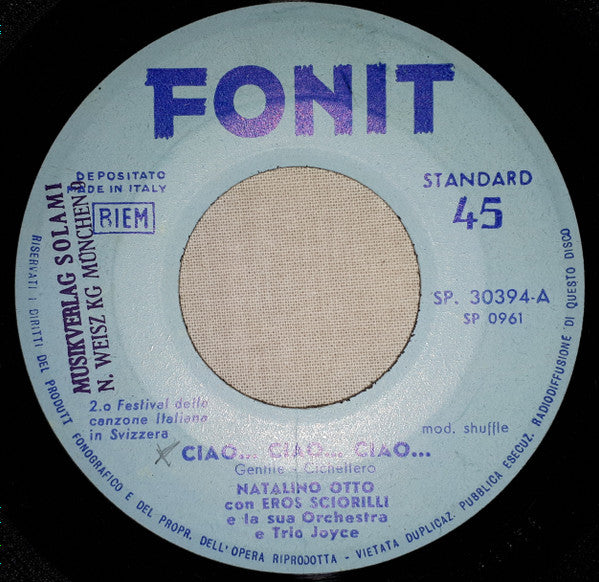 FONIT
DEPOSITATO
MADE IN ITALY
BIEM
MUSIKVERLAG SOLAMI
N. WEISZ KG MÜNCHEN
STANDARD
45
SP. 30394-A
SP 0961
2.o Festival della
canzone Italiana
in Svizzera
mod. shuffle
CIAO... CIAO... CIAO...
Gentile - Cichellero
NATALINO OTTO
con EROS SCIORILLI
e la sua Orchestra
e Trio Joyce
RISERVATI I DIRITTI DEL PRODUTT FONOGRAFICO E DEL PROPR. DELL'OPERA RIPRODOTTA - VIETATA DUPLICAZ. PUBBLICA ESECUZ. RADIODIFFUSIONE DI QUESTO DISCO